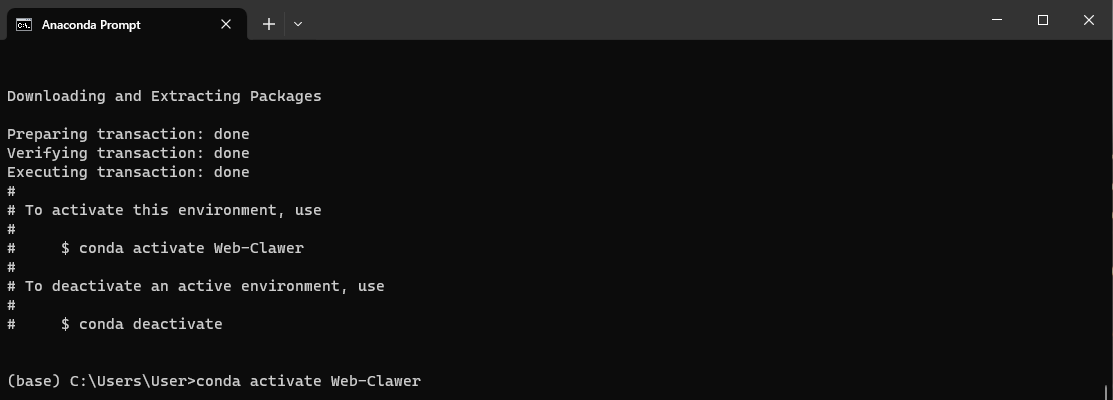 Anaconda Prompt
Downloading and Extracting Packages
Preparing transaction: done
Verifying transaction: done
Executing transaction: done
#
# To activate this environment, use
#
#     $ conda activate Web-Clawer
#
# To deactivate an active environment, use
#
#     $ conda deactivate
(base) C:\Users\User>conda activate Web-Clawer